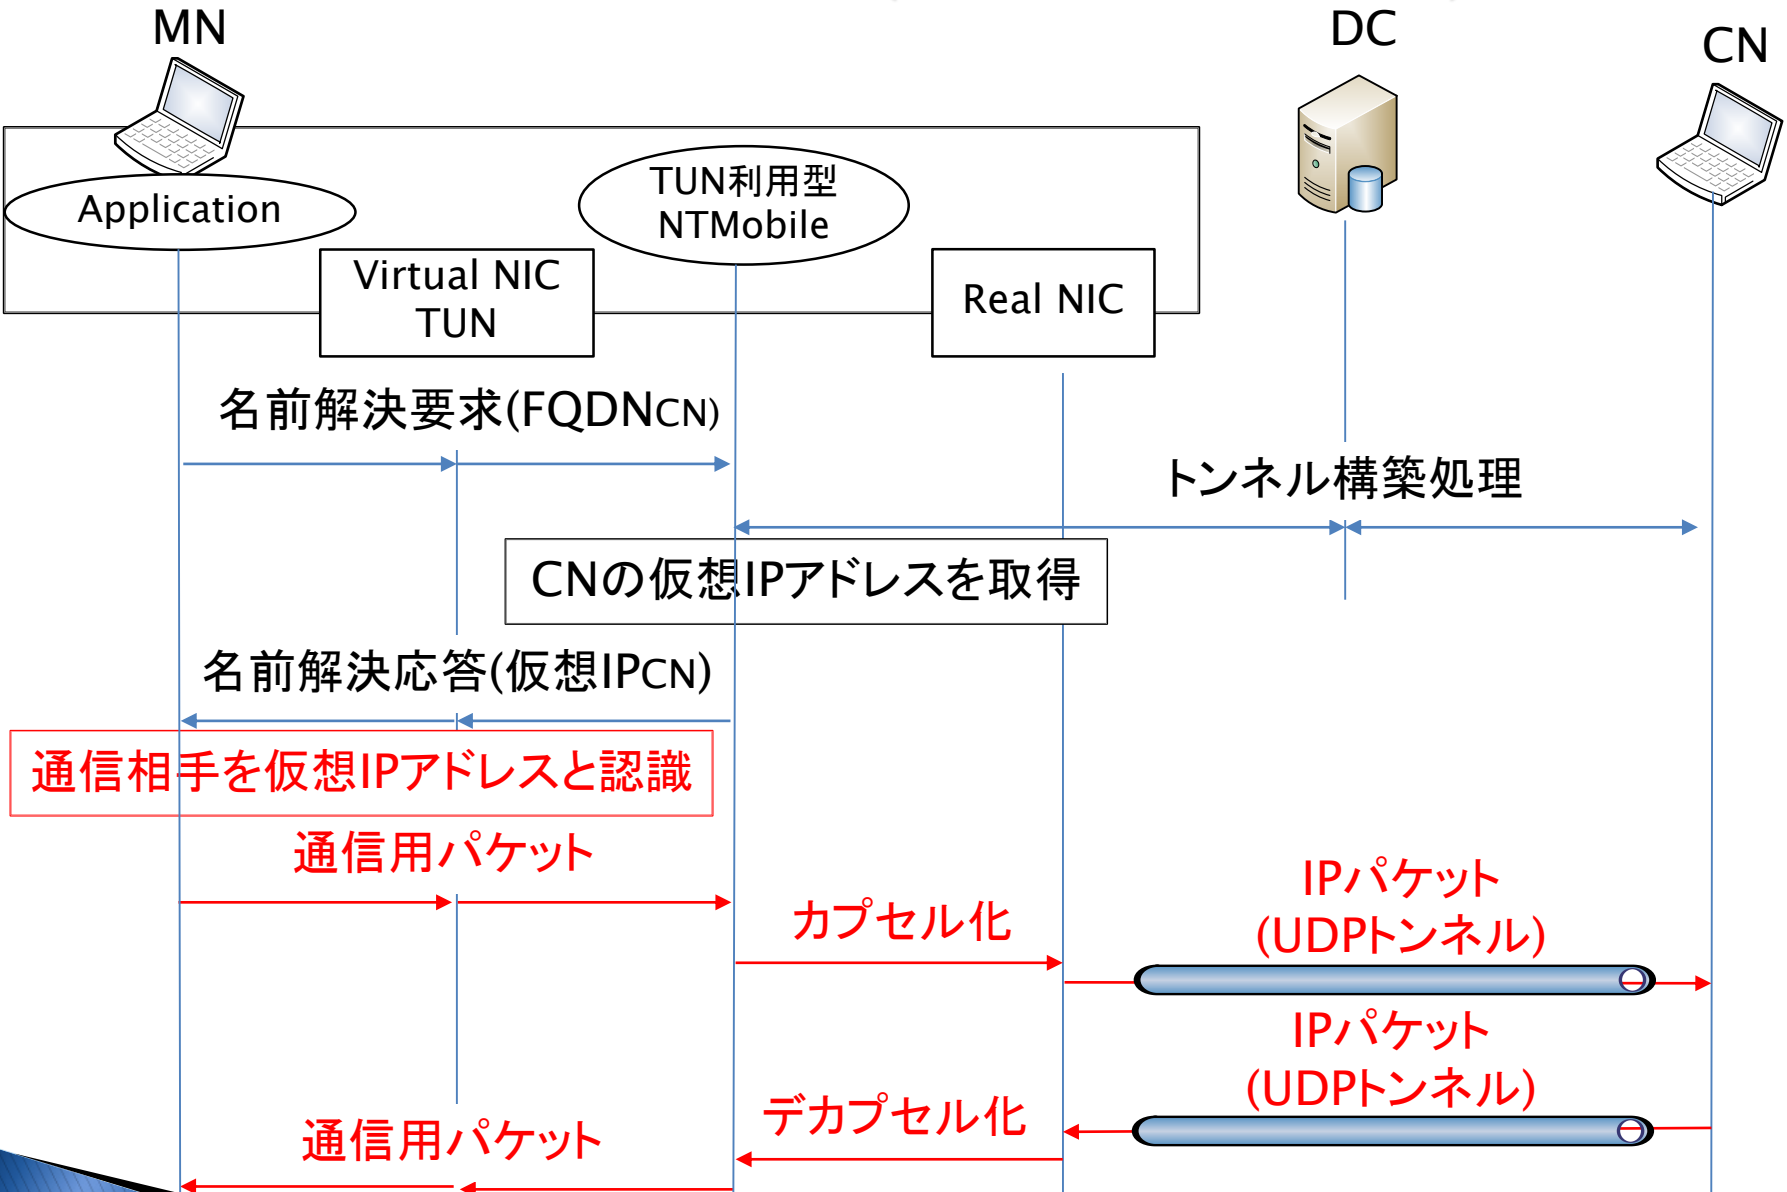 MN
DC
CN
Application
TUN利用型
NTMobile
Virtual NIC
TUN
Real NIC
名前解決要求(FQDNCN)
トンネル構築処理
CNの仮想IPアドレスを取得
名前解決応答(仮想IPCN)
通信相手を仮想IPアドレスと認識
通信用パケット
カプセル化
IPパケット
(UDPトンネル)
IPパケット
(UDPトンネル)
デカプセル化
通信用パケット